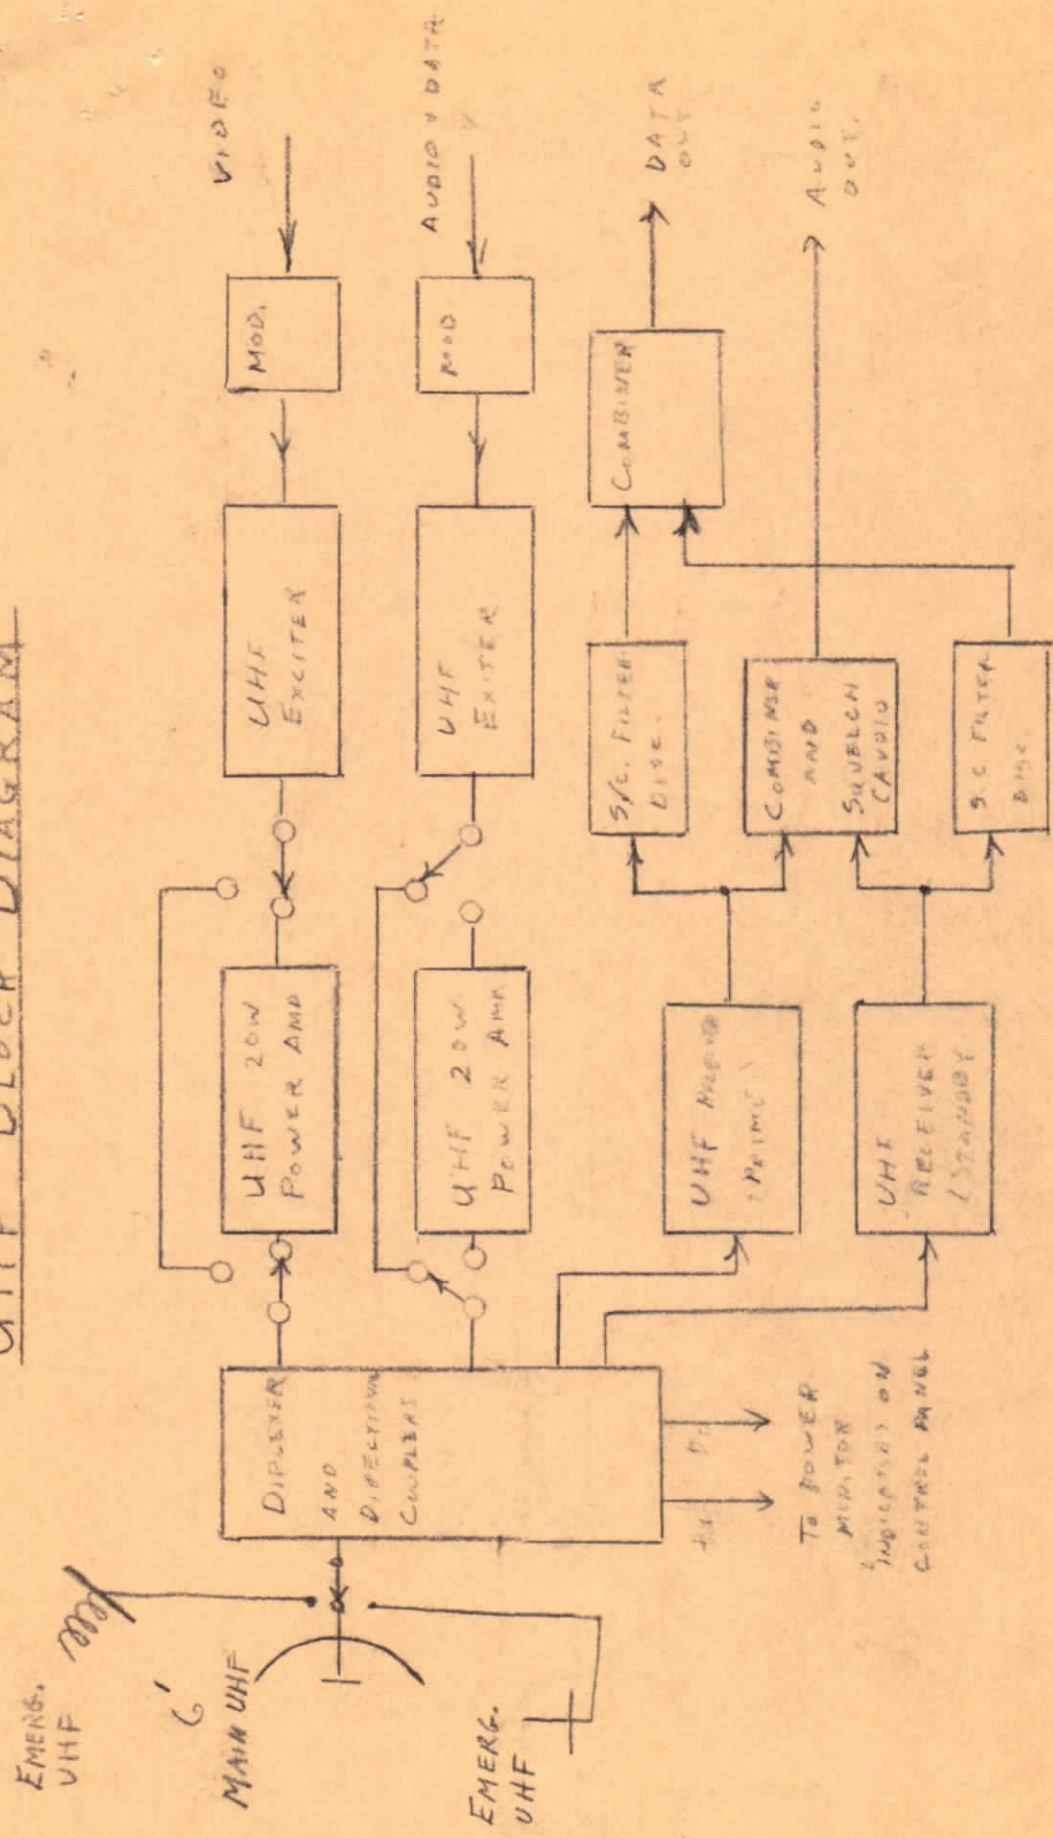 UHF BLOCK DIAGRAM
EMERG.
UHF
6'
MAIN UHF
EMERG.
UHF
DIPLEXER
AND
DIRECTION
COUPLERS
TO POWER
MONITOR
INDICATORS ON
CONTROL PANEL
UHF 20W
POWER AMP
UHF
EXCITER
MOD.
VIDEO
UHF 20W
POWER AMP
UHF
EXITER
MOD
AUDIO + DATA
UHF
(PRIME)
UHF
RECEIVER
(STANDBY
S/C. FILTER
DISC.
COMBINER
AND
SQUELCH
(AUDIO
S.C FILTER
DISC.
COMBINER
DATA
OUT
AUDIO
OUT.